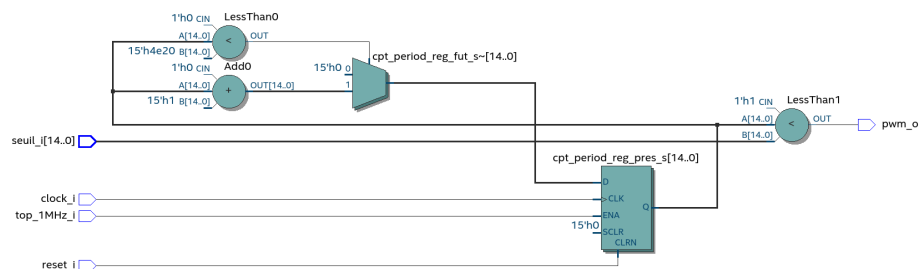 LessThan0
1'h0 CIN
A[14..0]
OUT
15'h4e20 B[14..0]
<
cpt_period_reg_fut_s~[14..0]
Add0
1'h0 CIN
15'h0 0
A[14..0]
OUT[14..0]
1
15'h1 B[14..0]
+
LessThan1
1'h1 CIN
A[14..0]
OUT
<
pwm_o
B[14..0]
seuil_i[14..0]
cpt_period_reg_pres_s[14..0]
D
clock_i
>CLK
Q
top_1MHz_i
ENA
15'h0
SCLR
CLRN
reset_i